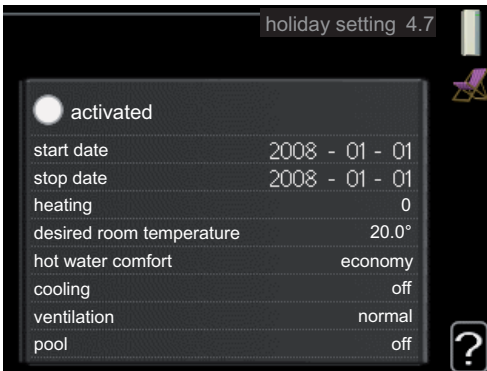 holiday setting 4.7
activated
start date 2008 - 01 - 01
stop date 2008 - 01 - 01
heating 0
desired room temperature 20.0°
hot water comfort economy
cooling off
ventilation normal
pool off
?